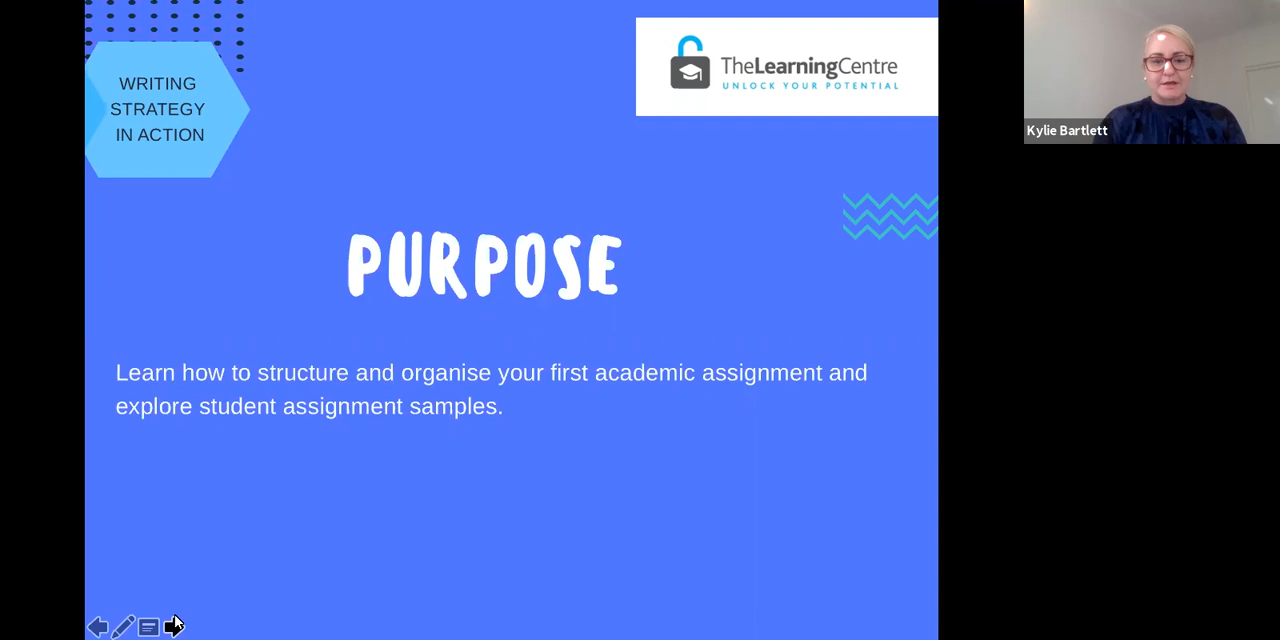 WRITING
STRATEGY
IN ACTION
TheLearningCentre
UNLOCK YOUR POTENTIAL
Kylie Bartlett
PURPOSE
Learn how to structure and organise your first academic assignment and
explore student assignment samples.